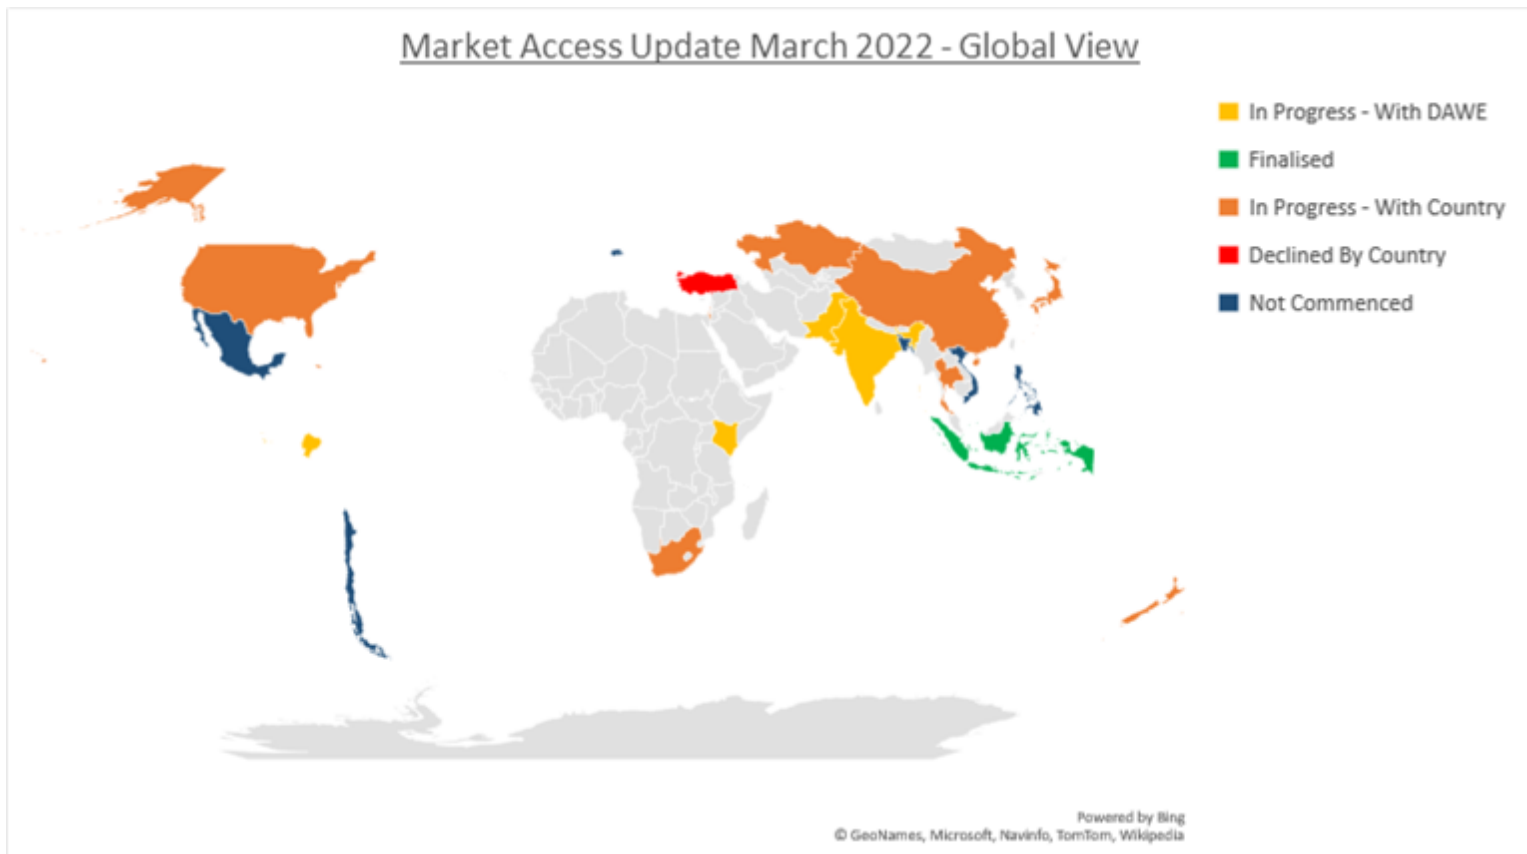 Market Access Update March 2022 - Global View
In Progress - With DAWE
Finalised
In Progress - With Country
Declined By Country
Not Commenced
Powered by Bing
© GeoNames, Microsoft, Navinfo, TomTom, Wikipedia